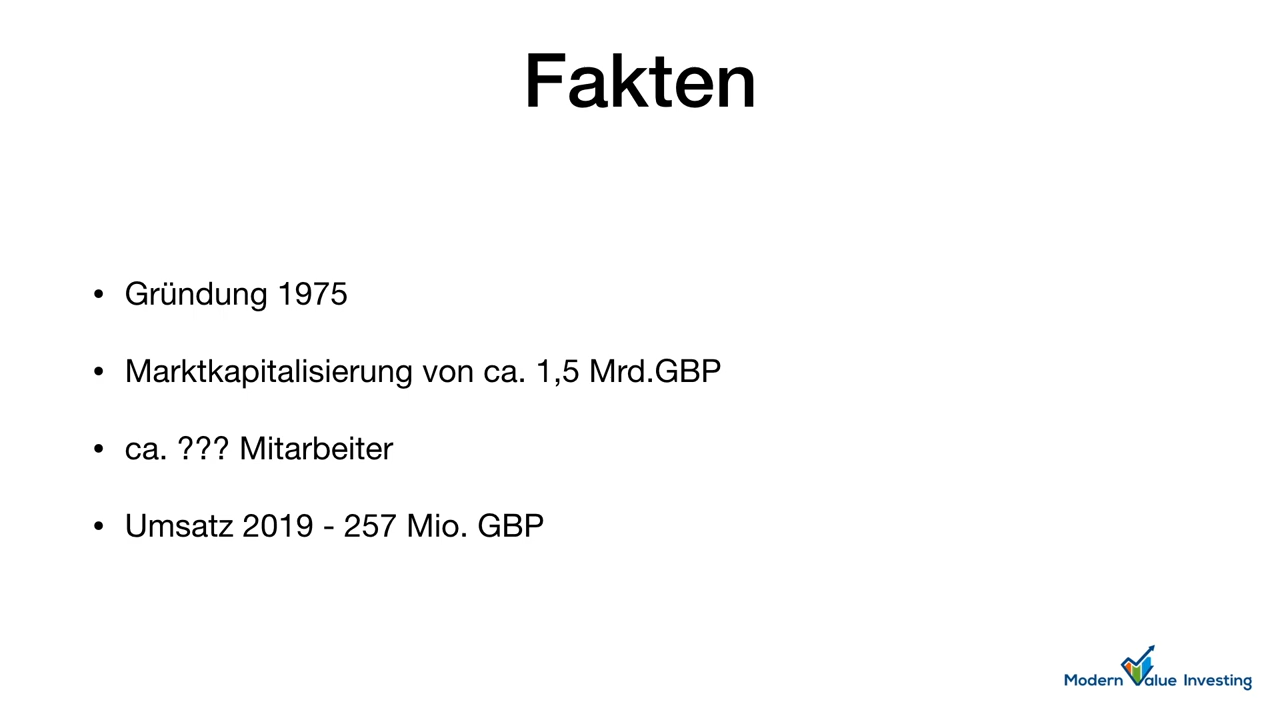 Fakten
• Gründung 1975
• Marktkapitalisierung von ca. 1,5 Mrd.GBP
• ca. ??? Mitarbeiter
• Umsatz 2019 - 257 Mio. GBP
Modern Value Investing